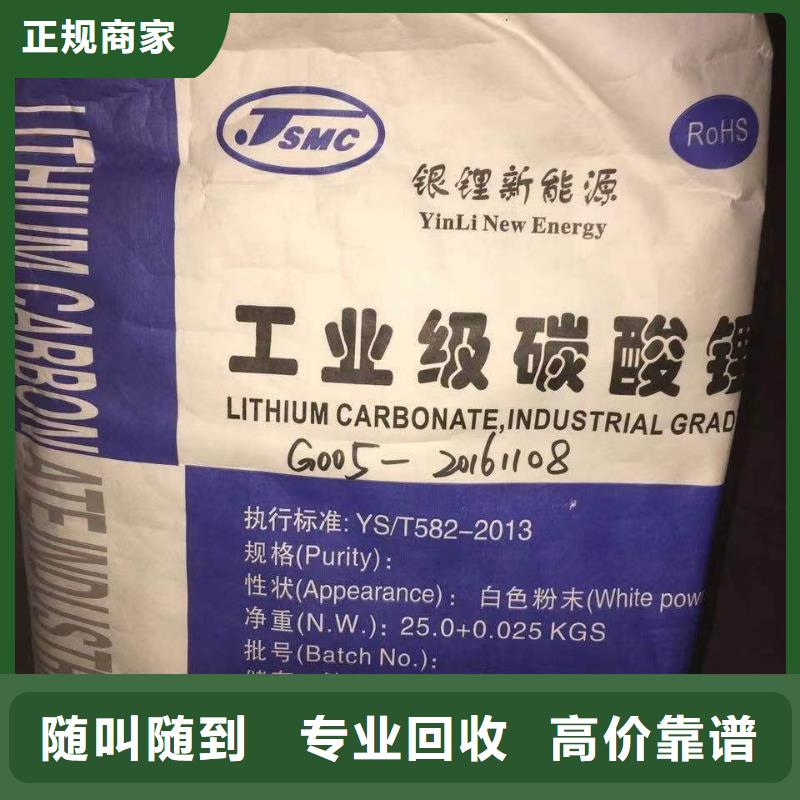 正规商家
JSMC
RoHS
银锂新能源
YinLi New Energy
工业级碳酸锂
LITHIUM CARBONATE,INDUSTRIAL GRAD
G005-20161108
执行标准: YS/T582-2013
规格(Purity):
性状(Appearance): 白色粉末(White pow
净重(N.W.): 25.0+0.025 KGS
批号(Batch No.):
LITHIUM CARBONATE INDUST
随叫随到 专业回收 高价靠谱